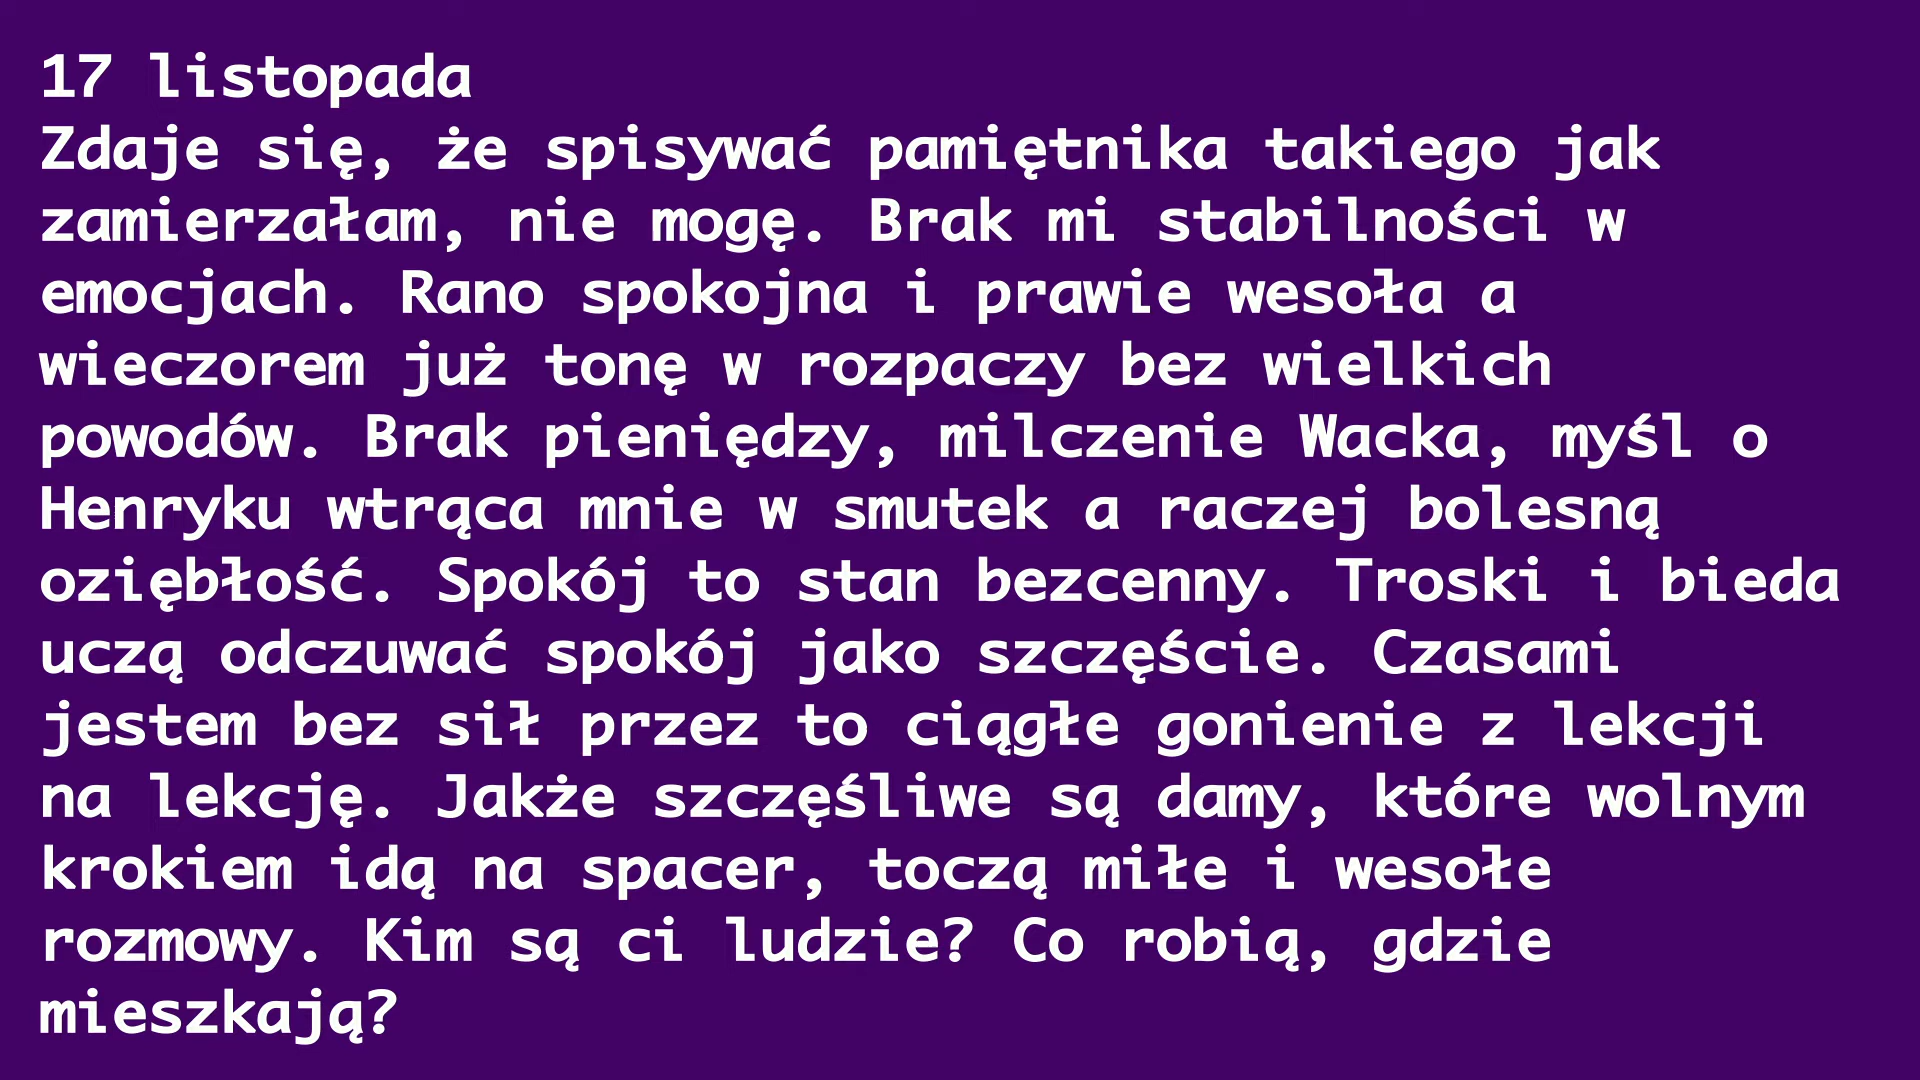 17 listopada
Zdaje się, że spisywać pamiętnika takiego jak
zamierzałam, nie mogę. Brak mi stabilności w
emocjach. Rano spokojna i prawie wesoła a
wieczorem już tonę w rozpaczy bez wielkich
powodów. Brak pieniędzy, milczenie Wacka, myśl o
Henryku wtrąca mnie w smutek a raczej bolesną
oziębłość. Spokój to stan bezcenny. Troski i bieda
uczą odczuwać spokój jako szczęście. Czasami
jestem bez sił przez to ciągłe gonienie z lekcji
na lekcję. Jakże szczęśliwe są damy, które wolnym
krokiem idą na spacer, toczą miłe i wesołe
rozmowy. Kim są ci ludzie? Co robią, gdzie
mieszkają?